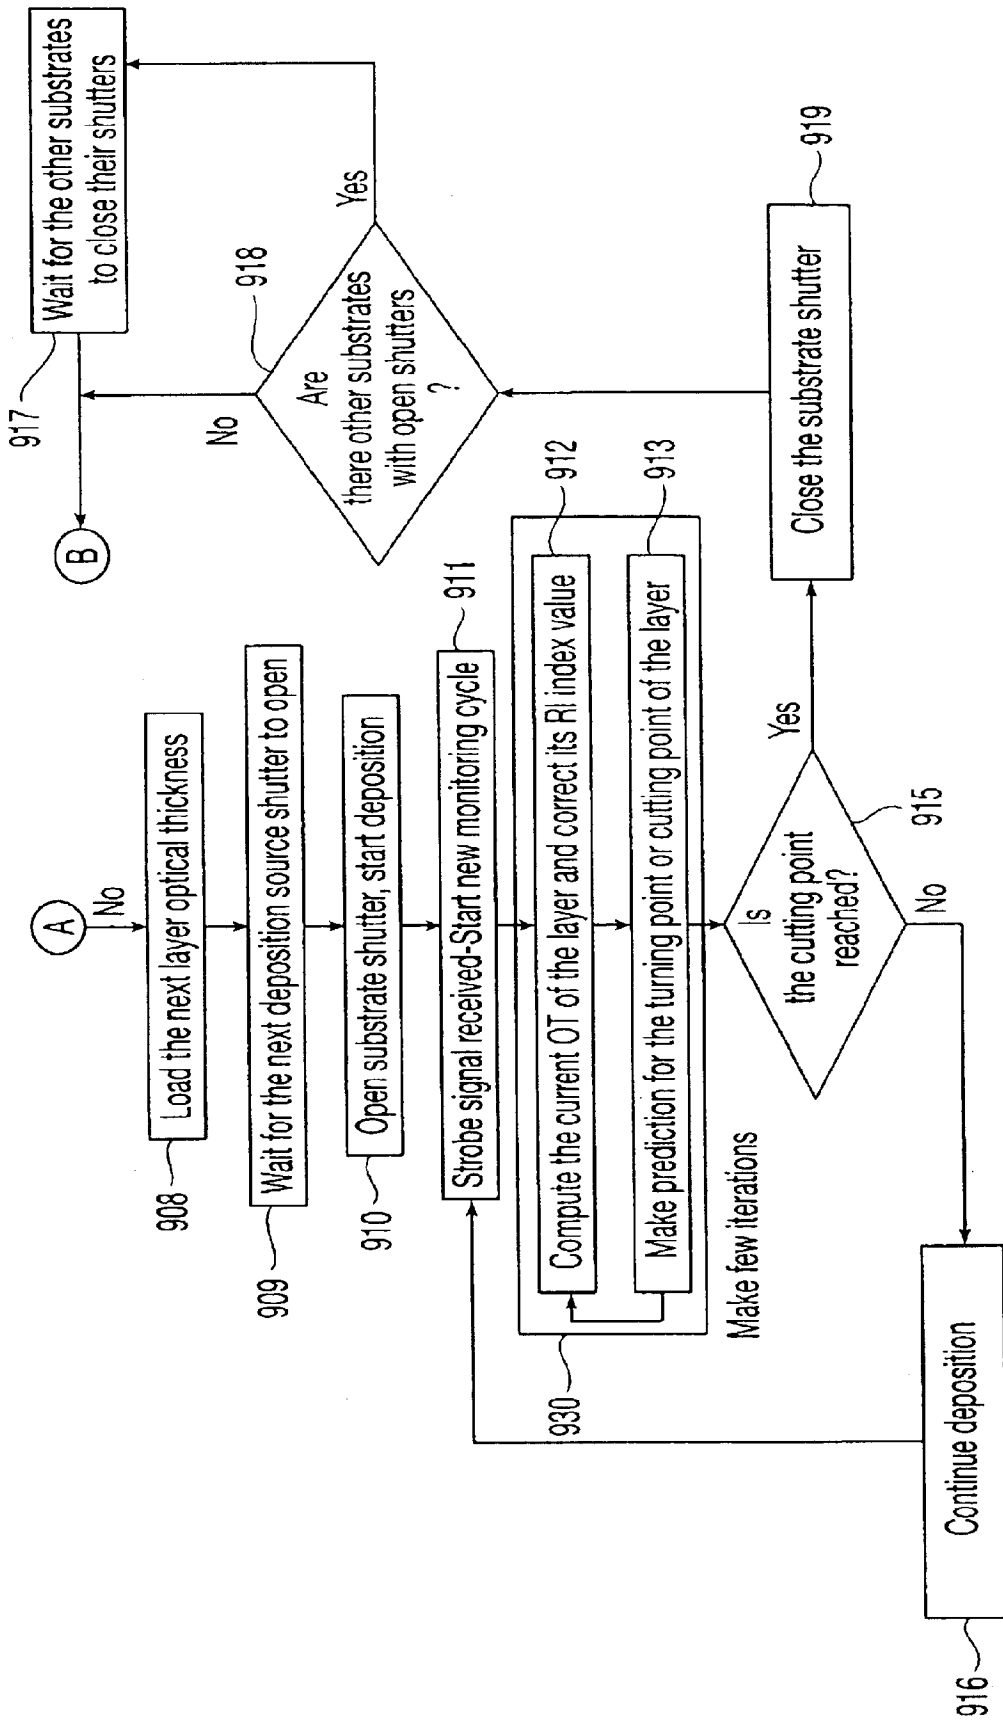 A
No
Load the next layer optical thickness
908
Wait for the next deposition source shutter to open
909
Open substrate shutter, start deposition
910
Strobe signal received-Start new monitoring cycle
911
Compute the current OT of the layer and correct its RI index value
912
Make prediction for the turning point or cutting point of the layer
913
930
Make few iterations
Is
the cutting point
reached?
915
No
Yes
Continue deposition
916
Close the substrate shutter
919
Are
there other substrates
with open shutters
?
918
No
Yes
Wait for the other substrates
to close their shutters
917
B